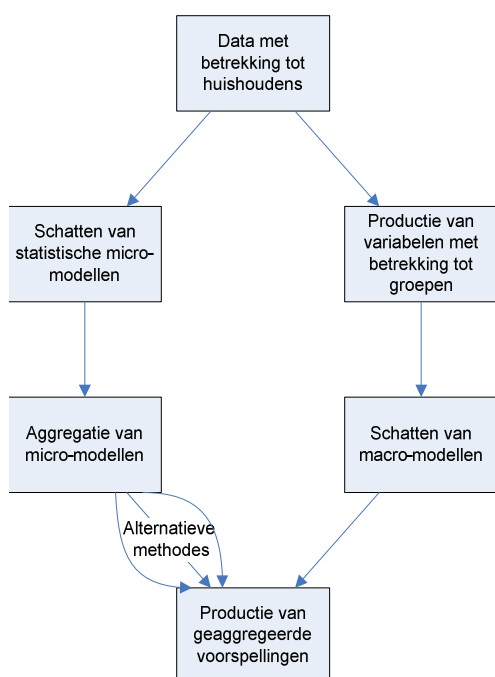 Data met
betrekking tot
huishoudens
Schatten van
statistische micro-
modellen
Productie van
variabelen met
betrekking tot
groepen
Aggregatie van
micro-modellen
Schatten van
macro-modellen
Alternatieve
methodes
Productie van
geaggregeerde
voorspellingen